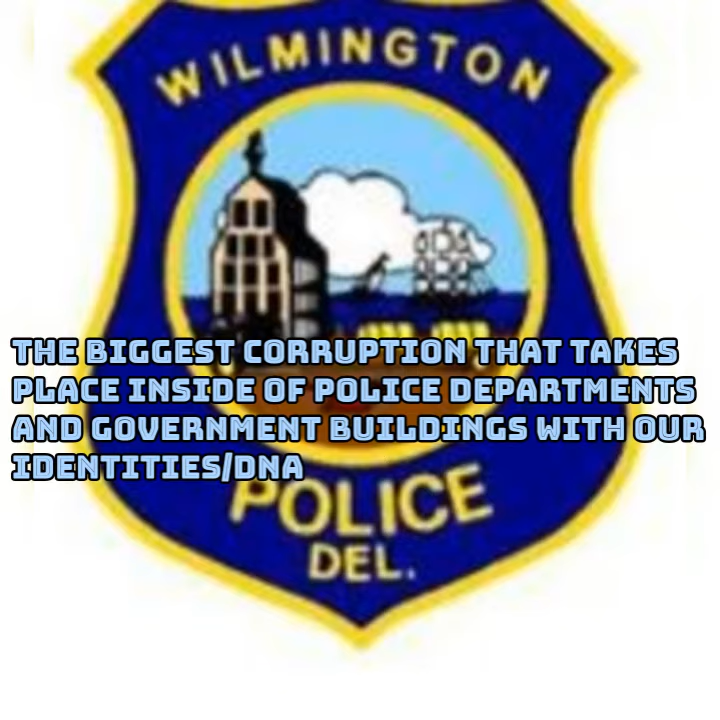 WILMINGTON
THE BIGGEST CORRUPTION THAT TAKES
PLACE INSIDE OF POLICE DEPARTMENTS
AND GOVERNMENT BUILDINGS WITH OUR
IDENTITIES/DNA
POLICE
DEL.